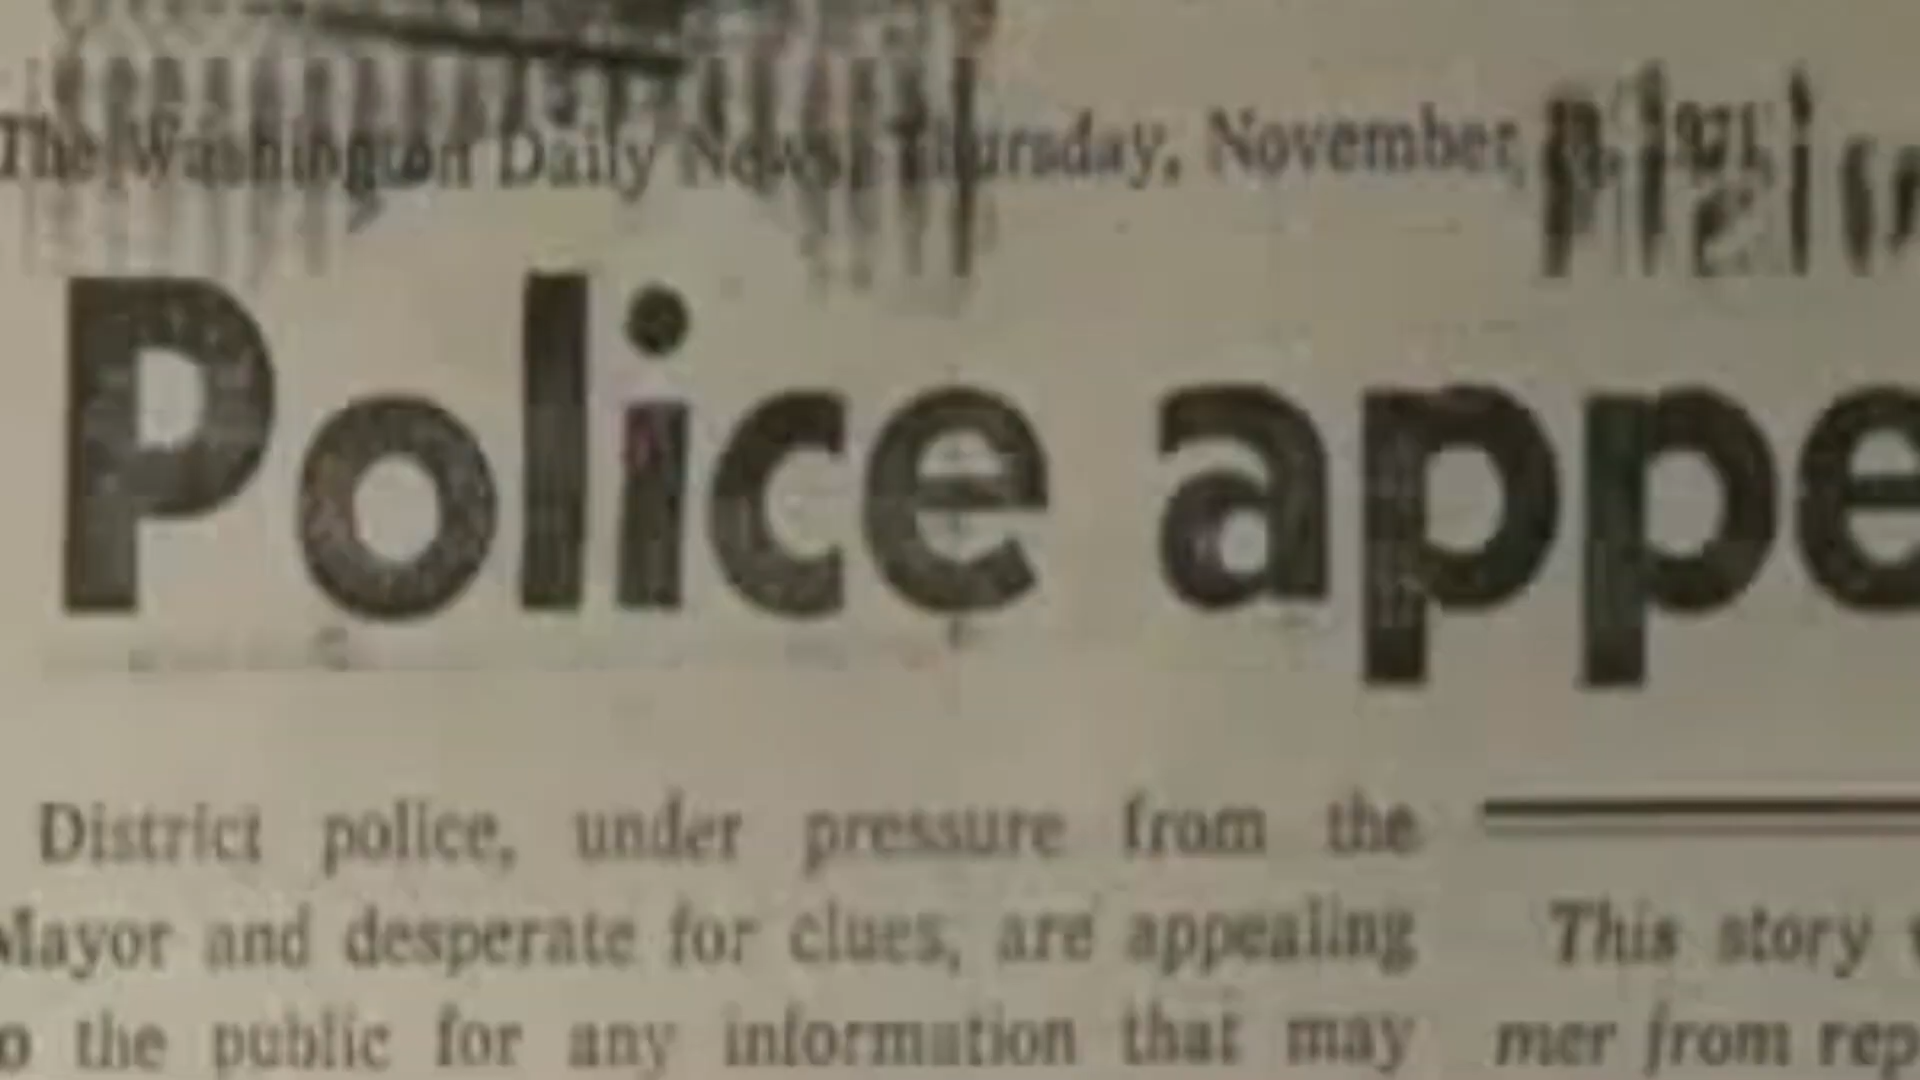 The Washington Daily News, Thursday, November 1971
Police appe
District police, under pressure from the
Mayor and desperate for clues, are appealing
o the public for any information that may
This story
mer from rep